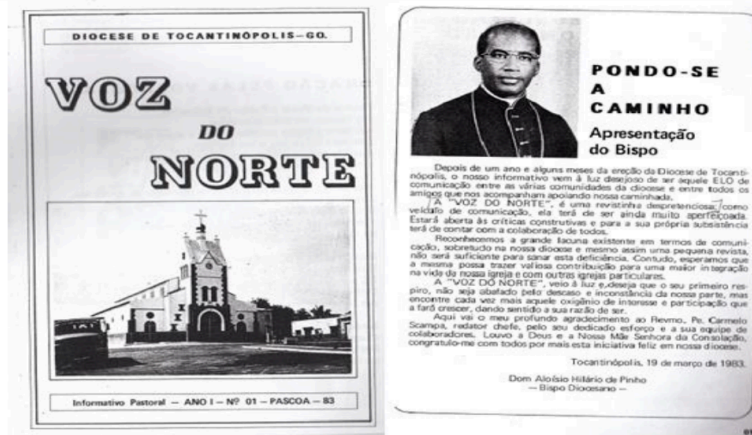 DIOCESE DE TOCANTINÓPOLIS-GO.
VOZ
DO
NORTE
Informativo Pastoral — ANO I - Nº 01 - PASCOA - 83
PONDO-SE
A
CAMINHO
Apresentação
do Bispo
Depois de um ano e alguns meses da ereção da Diocese de Tocanti-
nópolis, o nosso informativo vem à luz desejoso de ser aquele ELO de
comunicação entre as várias comunidades da diocese e entre todos os
amigos que nos acompanham apoiando nossa caminhada.
A "VOZ DO NORTE", é uma revistinha despretenciosa; como
veículo de comunicação, ela terá de ser ainda muito aperfeiçoada.
Estará aberta às críticas construtivas e para a sua própria subsistência
terá de contar com a colaboração de todos.
Reconhecemos a grande lacuna existente em termos de comuni-
cação, sobretudo na nossa diocese e mesmo assim uma pequena revista,
não será suficiente para sanar esta deficiência. Contudo, esperamos que
a mesma possa trazer valiosa contribuição para uma maior integração
na vida da nossa igreja e com outras igrejas particulares.
A "VOZ DO NORTE", veio à luz e deseja que o seu primeiro res-
piro, não seja abatado pelo descaso e inconstância da nossa parte, mas
encontre cada vez mais aquele oxigênio de interesse e participação que
a fará crescer, dando sentido a sua razão de ser.
Aqui vai o meu profundo agradecimento ao Revmo. Pe. Carmelo
Scampa, redator chefe, pelo seu dedicado esforço e a sua equipe de
colaboradores. Louvo a Deus e a Nossa Mãe Senhora da Consolação,
congratulo-me com todos por mais esta iniciativa feliz em nossa diocese.
Tocantinópolis, 19 de março de 1983.
Dom Aloísio Hilário de Pinho
— Bispo Diocesano —